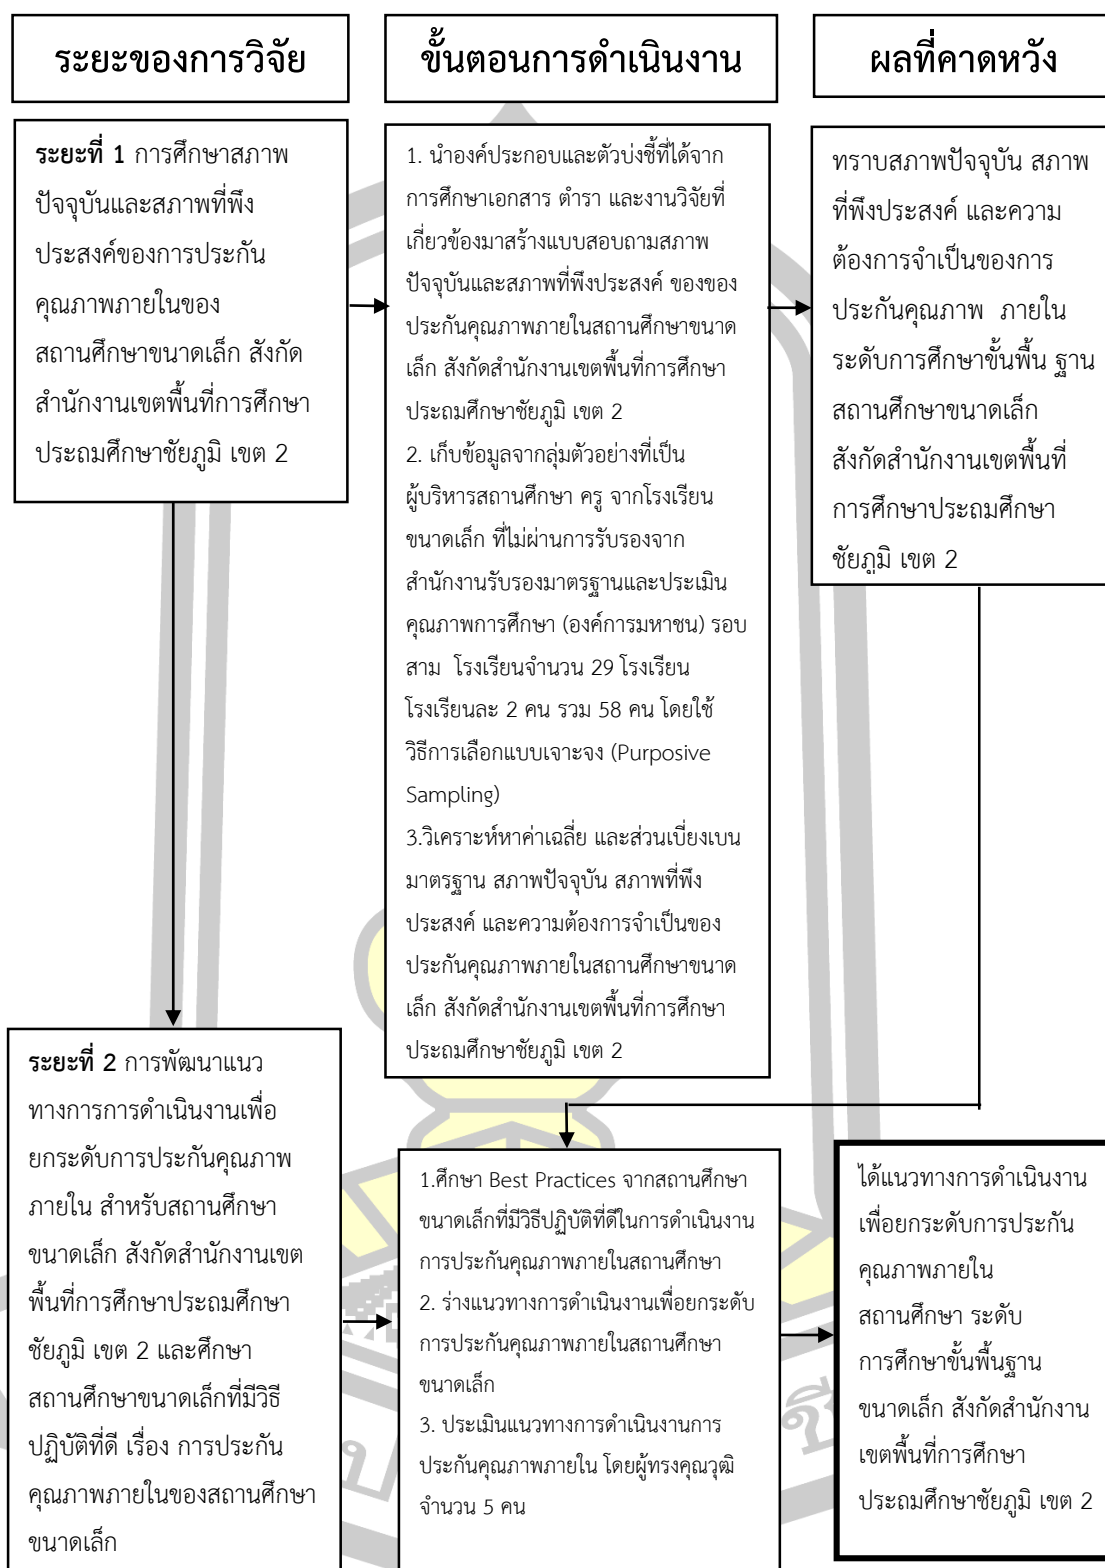 ระยะของการวิจัย
ขั้นตอนการดำเนินงาน
ผลที่คาดหวัง
ระยะที่ 1 การศึกษาสภาพ
ปัจจุบันและสภาพที่พึง
ประสงค์ของการประกัน
คุณภาพภายในของ
สถานศึกษาขนาดเล็ก สังกัด
สำนักงานเขตพื้นที่การศึกษา
ประถมศึกษาชัยภูมิ เขต 2
1. นำองค์ประกอบและตัวบ่งชี้ที่ได้จาก
การศึกษาเอกสาร ตำรา และงานวิจัยที่
เกี่ยวข้องมาสร้างแบบสอบถามสภาพ
ปัจจุบันและสภาพที่พึงประสงค์ ของของ
ประกันคุณภาพภายในสถานศึกษาขนาด
เล็ก สังกัดสำนักงานเขตพื้นที่การศึกษา
ประถมศึกษาชัยภูมิ เขต 2
2. เก็บข้อมูลจากกลุ่มตัวอย่างที่เป็น
ผู้บริหารสถานศึกษา ครู จากโรงเรียน
ขนาดเล็ก ที่ไม่ผ่านการรับรองจาก
สำนักงานรับรองมาตรฐานและประเมิน
คุณภาพการศึกษา (องค์การมหาชน) รอบ
สาม โรงเรียนจำนวน 29 โรงเรียน
โรงเรียนละ 2 คน รวม 58 คน โดยใช้
วิธีการเลือกแบบเจาะจง (Purposive
Sampling)
3.วิเคราะห์หาค่าเฉลี่ย และส่วนเบี่ยงเบน
มาตรฐาน สภาพปัจจุบัน สภาพที่พึง
ประสงค์ และความต้องการจำเป็นของ
ประกันคุณภาพภายในสถานศึกษาขนาด
เล็ก สังกัดสำนักงานเขตพื้นที่การศึกษา
ประถมศึกษาชัยภูมิ เขต 2
ทราบสภาพปัจจุบัน สภาพ
ที่พึงประสงค์ และความ
ต้องการจำเป็นของการ
ประกันคุณภาพ ภายใน
ระดับการศึกษาขั้นพื้น ฐาน
สถานศึกษาขนาดเล็ก
สังกัดสำนักงานเขตพื้นที่
การศึกษาประถมศึกษา
ชัยภูมิ เขต 2
ระยะที่ 2 การพัฒนาแนว
ทางการการดำเนินงานเพื่อ
ยกระดับการประกันคุณภาพ
ภายใน สำหรับสถานศึกษา
ขนาดเล็ก สังกัดสำนักงานเขต
พื้นที่การศึกษาประถมศึกษา
ชัยภูมิ เขต 2 และศึกษา
สถานศึกษาขนาดเล็กที่มีวิธี
ปฏิบัติที่ดี เรื่อง การประกัน
คุณภาพภายในของสถานศึกษา
ขนาดเล็ก
1.ศึกษา Best Practices จากสถานศึกษา
ขนาดเล็กที่มีวิธีปฏิบัติที่ดีในการดำเนินงาน
การประกันคุณภาพภายในสถานศึกษา
2. ร่างแนวทางการดำเนินงานเพื่อยกระดับ
การประกันคุณภาพภายในสถานศึกษา
ขนาดเล็ก
3. ประเมินแนวทางการดำเนินงานการ
ประกันคุณภาพภายใน โดยผู้ทรงคุณวุฒิ
จำนวน 5 คน
ได้แนวทางการดำเนินงาน
เพื่อยกระดับการประกัน
คุณภาพภายใน
สถานศึกษา ระดับ
การศึกษาขั้นพื้นฐาน
ขนาดเล็ก สังกัดสำนักงาน
เขตพื้นที่การศึกษา
ประถมศึกษาชัยภูมิ เขต 2